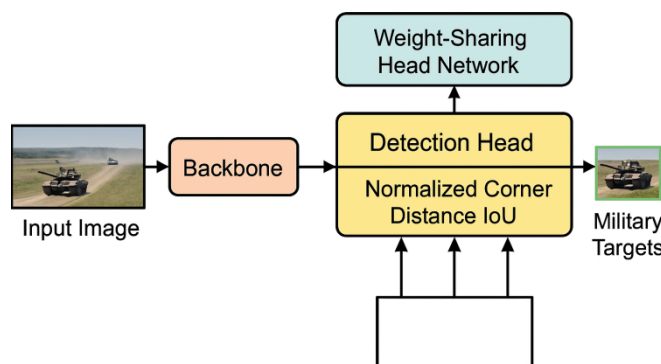 Weight-Sharing
Head Network
Detection Head
Backbone
Normalized Corner
Distance IoU
Input Image
Military
Targets